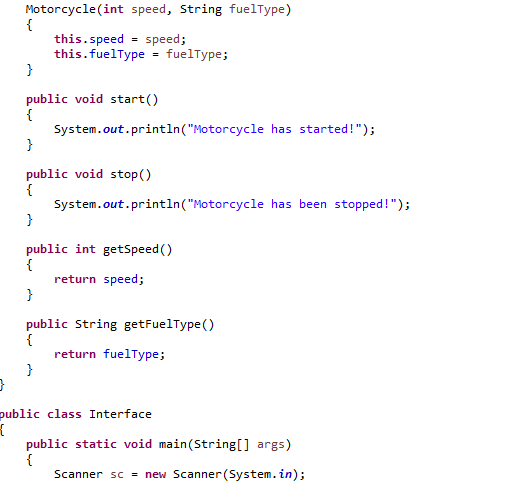 Motorcycle(int speed, String fuelType)
{
this.speed = speed;
this.fuelType = fuelType;
}
public void start()
{
System.out.println("Motorcycle has started!");
}
public void stop()
{
System.out.println("Motorcycle has been stopped!");
}
public int getSpeed()
{
return speed;
}
public String getFuelType()
{
return fuelType;
}
}
public class Interface
{
public static void main(String[] args)
{
Scanner sc = new Scanner(System.in);